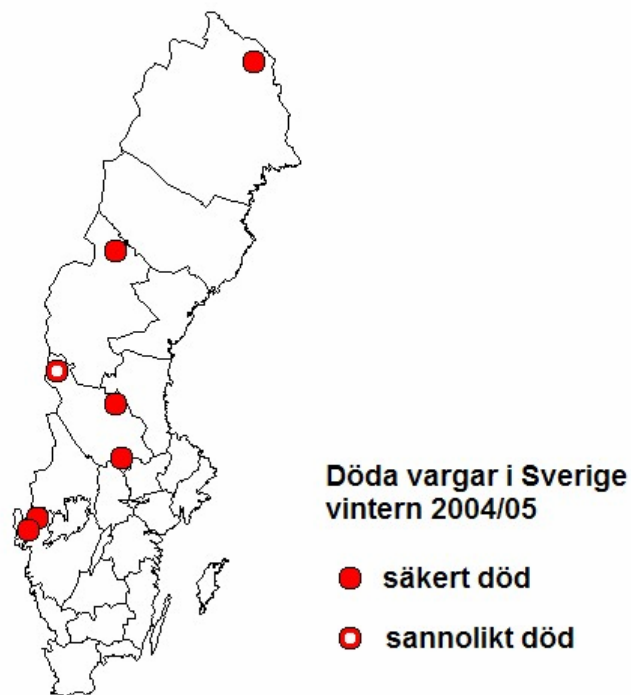 Döda vargar i Sverige
vintern 2004/05
säkert död
sannolikt död